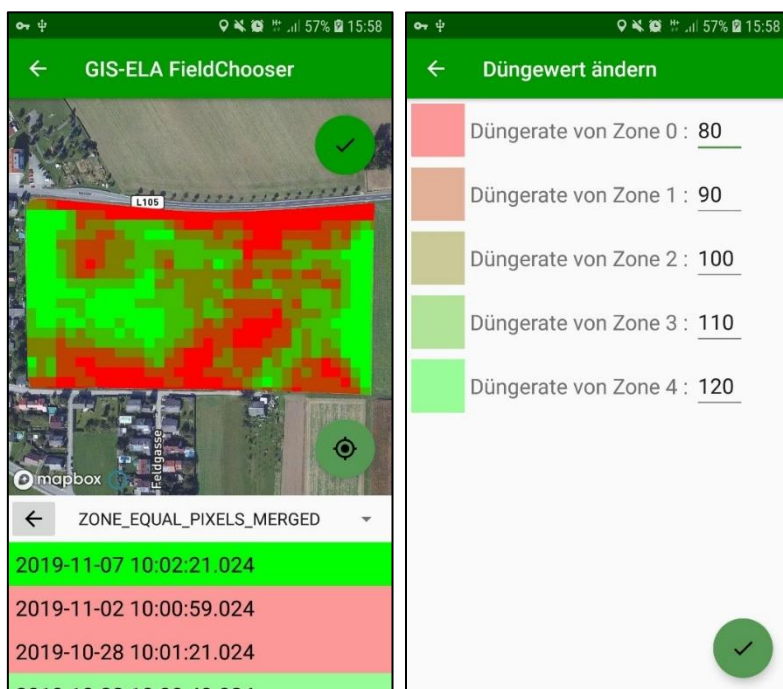 57% 15:58
GIS-ELA FieldChooser
L105
Feldgasse
mapbox
ZONE_EQUAL_PIXELS_MERGED
2019-11-07 10:02:21.024
2019-11-02 10:00:59.024
2019-10-28 10:01:21.024
57% 15:58
Düngewert ändern
Düngerate von Zone 0 : 80
Düngerate von Zone 1 : 90
Düngerate von Zone 2 : 100
Düngerate von Zone 3 : 110
Düngerate von Zone 4 : 120